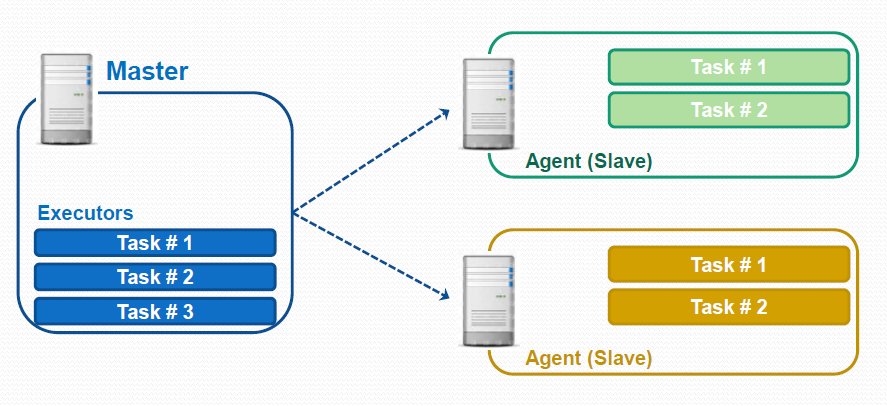 Master
Executors
Task # 1
Task # 2
Task # 3
Task # 1
Task # 2
Agent (Slave)
Task # 1
Task # 2
Agent (Slave)